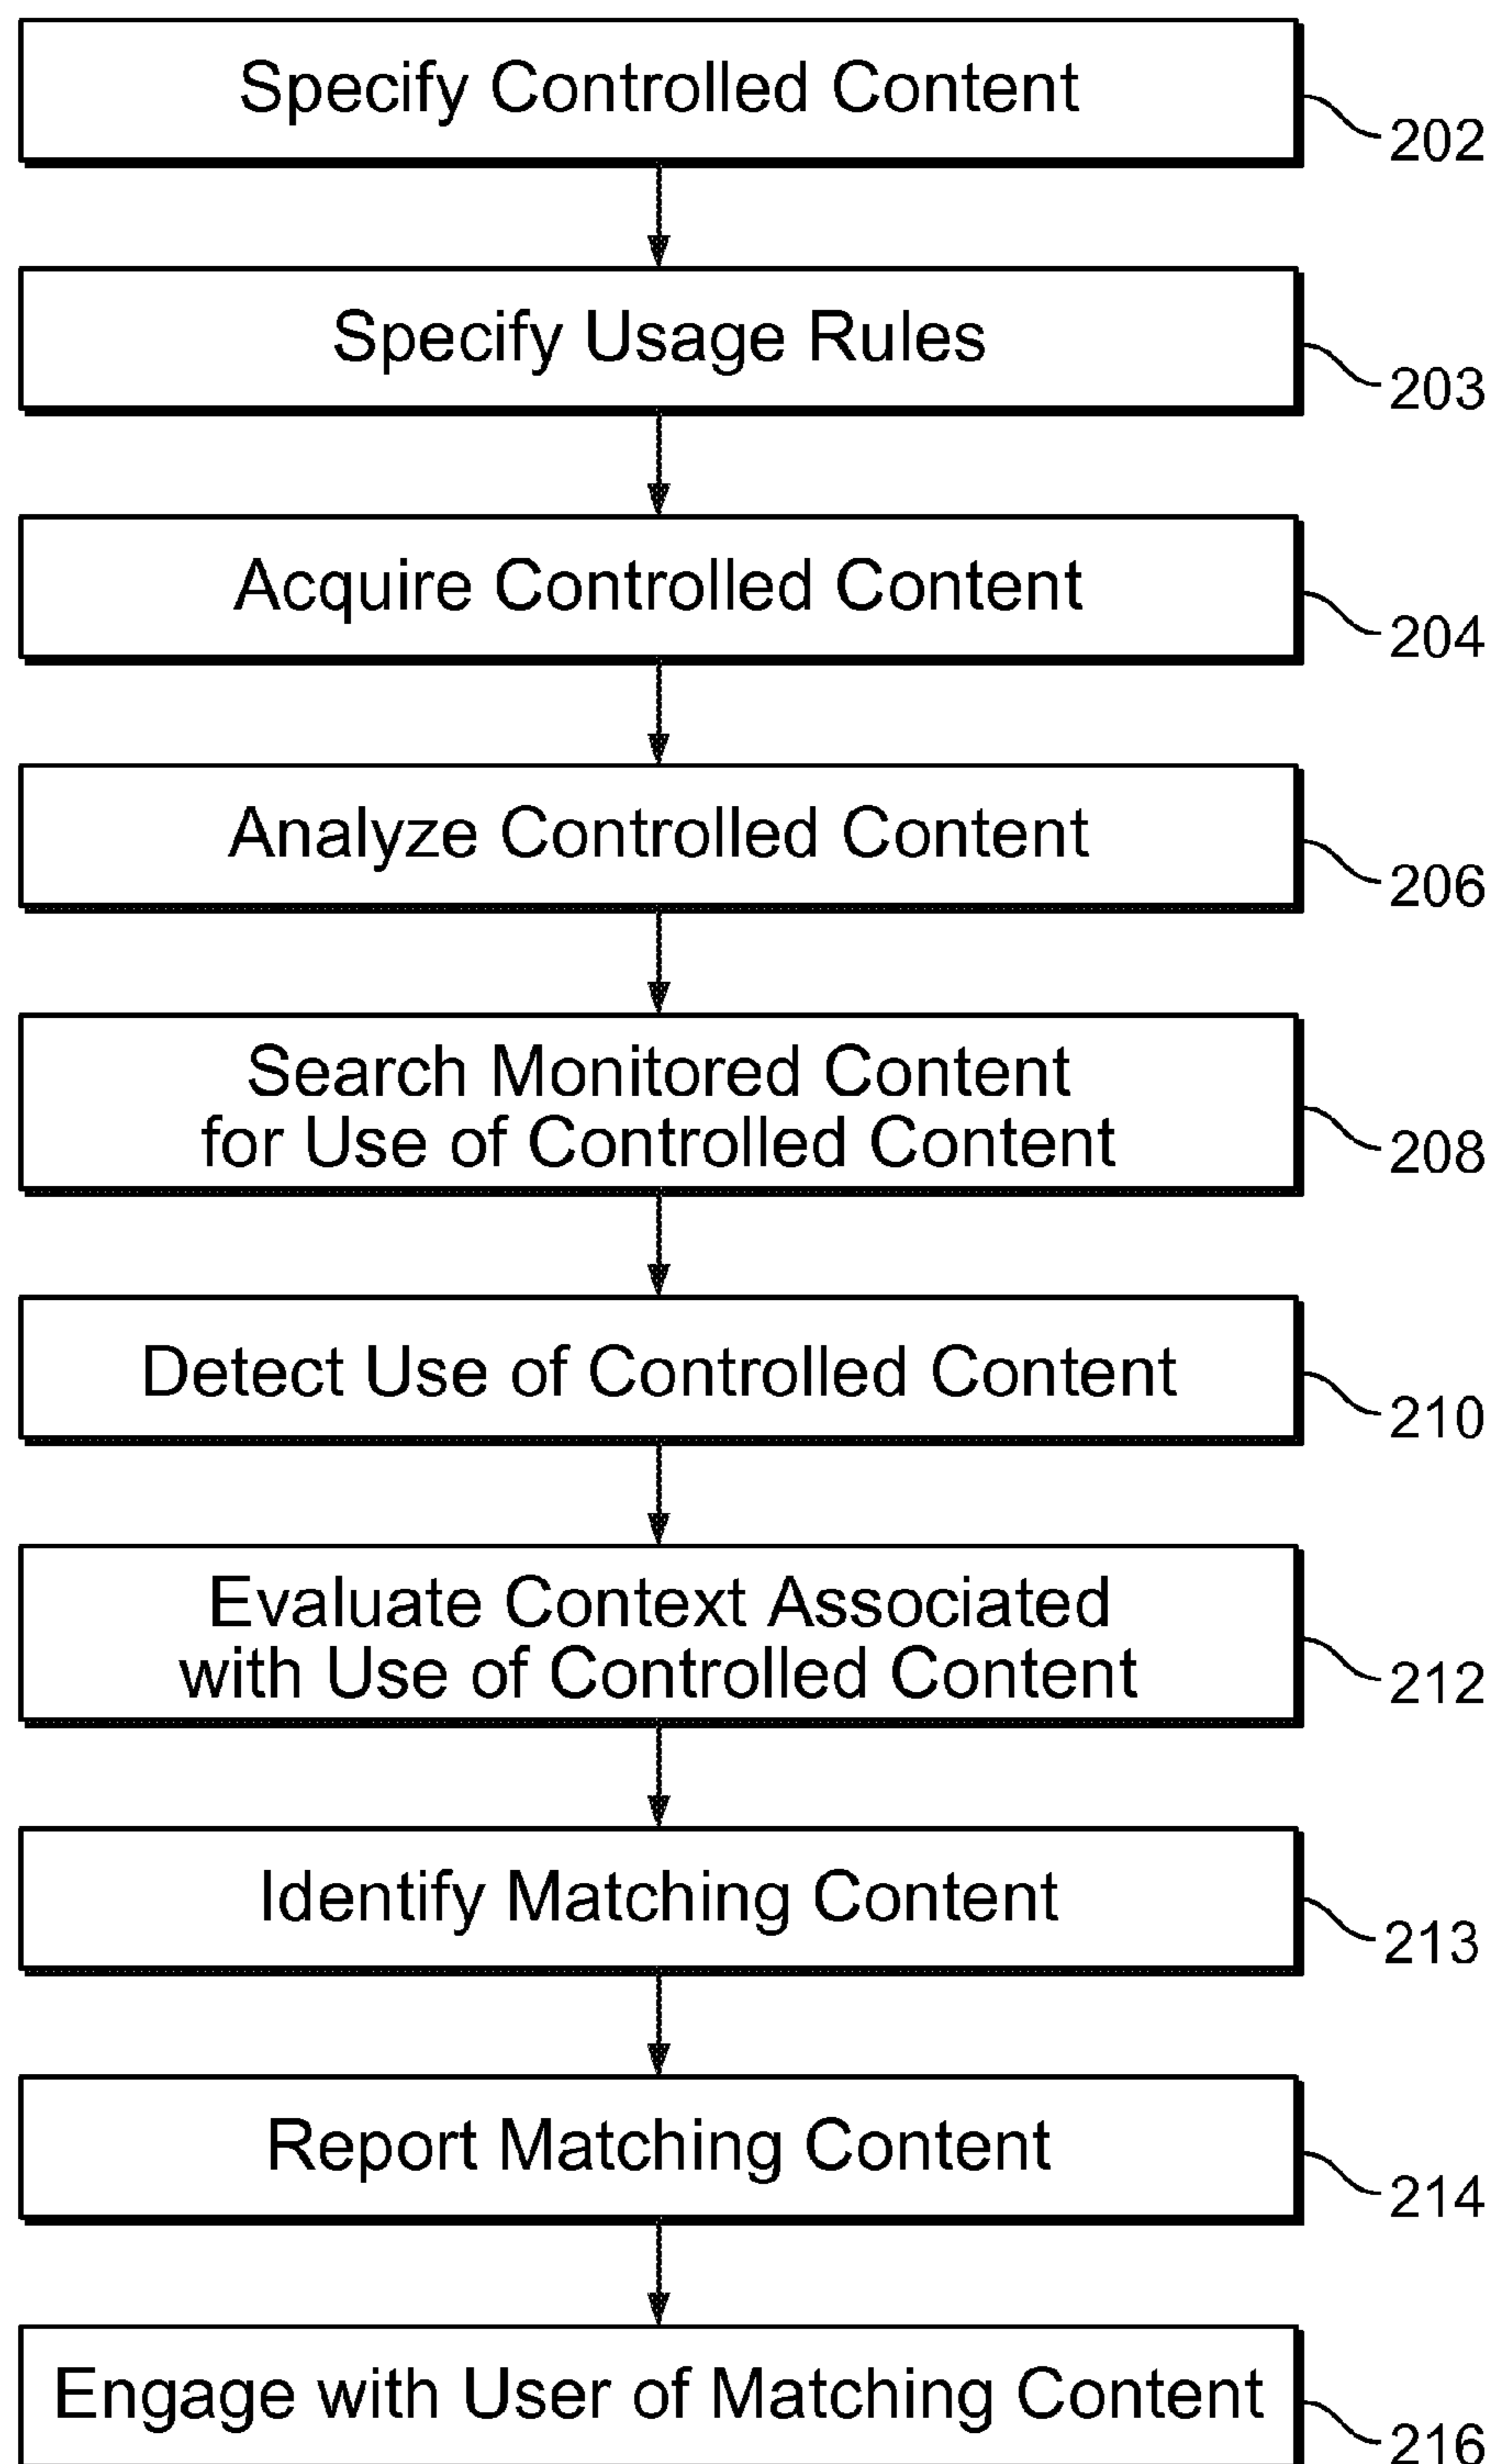 Specify Controlled Content
202
Specify Usage Rules
203
Acquire Controlled Content
204
Analyze Controlled Content
206
Search Monitored Content
for Use of Controlled Content
208
Detect Use of Controlled Content
210
Evaluate Context Associated
with Use of Controlled Content
212
Identify Matching Content
213
Report Matching Content
214
Engage with User of Matching Content
216